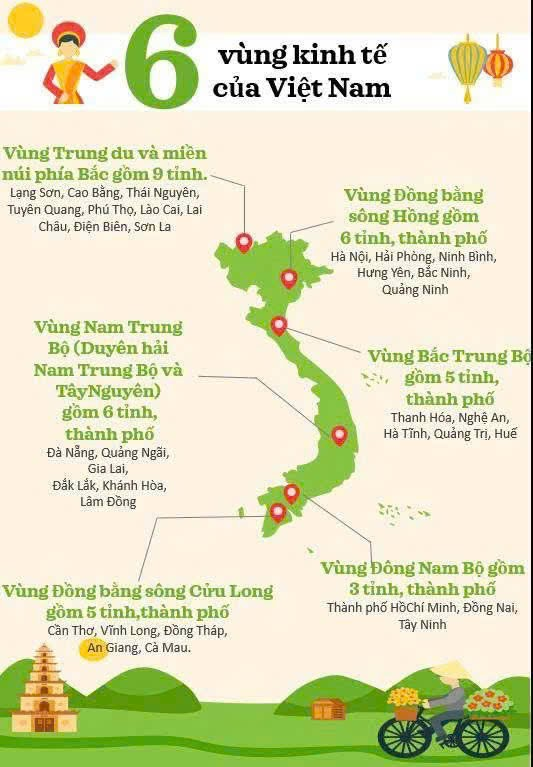 6
vùng kinh tế
của Việt Nam
Vùng Trung du và miền
núi phía Bắc gồm 9 tỉnh.
Lạng Sơn, Cao Bằng, Thái Nguyên,
Tuyên Quang, Phú Thọ, Lào Cai, Lai
Châu, Điện Biên, Sơn La
Vùng Đồng bằng
sông Hồng gồm
6 tỉnh, thành phố
Hà Nội, Hải Phòng, Ninh Bình,
Hưng Yên, Bắc Ninh,
Quảng Ninh
Vùng Nam Trung
Bộ (Duyên hải
Nam Trung Bộ và
TâyNguyên)
gồm 6 tỉnh,
thành phố
Đà Nẵng, Quảng Ngãi,
Gia Lai,
Đắk Lắk, Khánh Hòa,
Lâm Đồng
Vùng Bắc Trung Bộ
gồm 5 tỉnh,
thành phố
Thanh Hóa, Nghệ An,
Hà Tĩnh, Quảng Trị, Huế
Vùng Đông Nam Bộ gồm
3 tỉnh, thành phố
Thành phố HồChí Minh, Đồng Nai,
Tây Ninh
Vùng Đồng bằng sông Cửu Long
gồm 5 tỉnh,thành phố
Cần Thơ, Vĩnh Long, Đồng Tháp,
An Giang, Cà Mau.